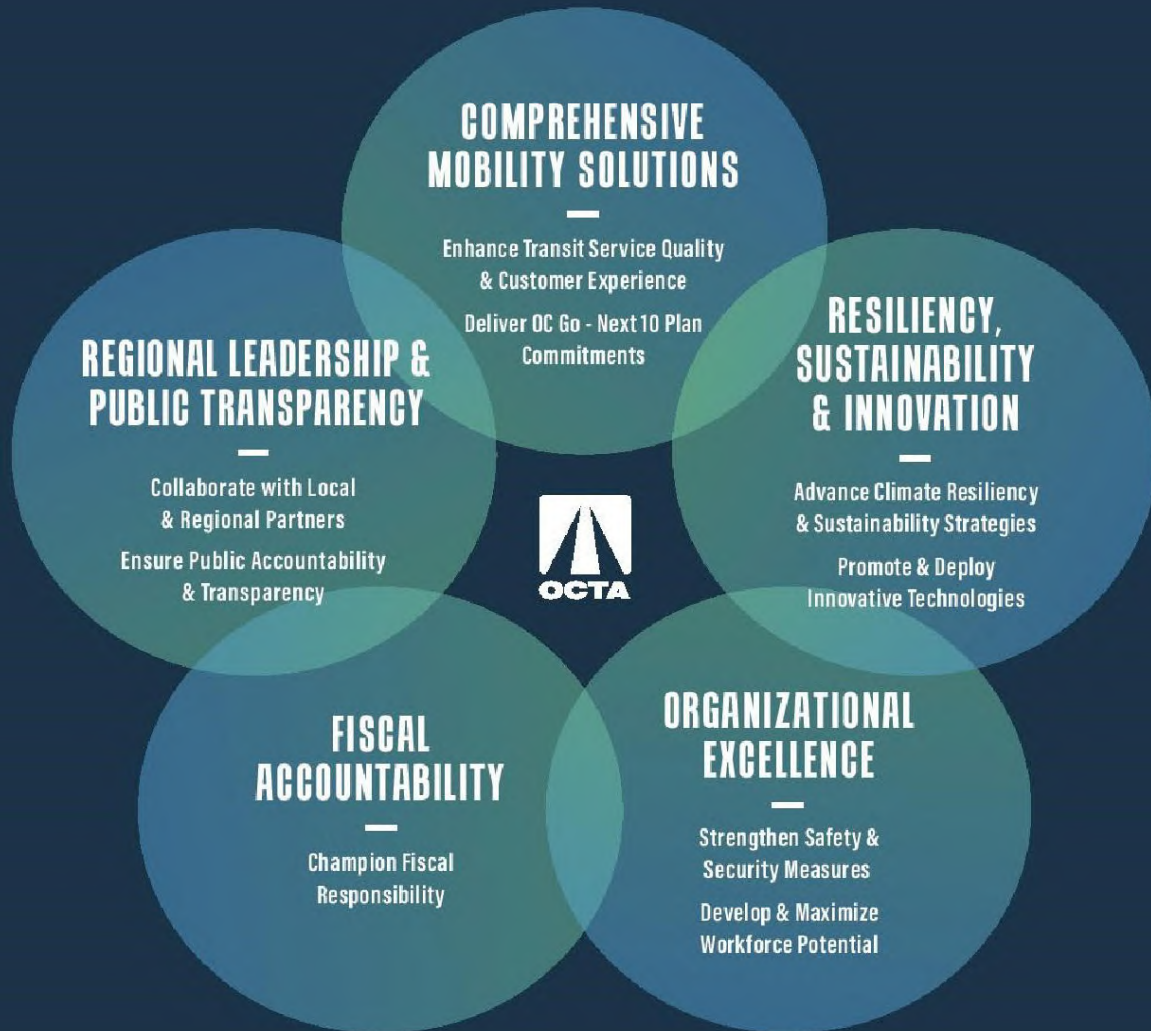 COMPREHENSIVE
MOBILITY SOLUTIONS
Enhance Transit Service Quality
& Customer Experience
Deliver OC Go - Next 10 Plan
Commitments
REGIONAL LEADERSHIP &
PUBLIC TRANSPARENCY
Collaborate with Local
& Regional Partners
Ensure Public Accountability
& Transparency
RESILIENCY,
SUSTAINABILITY
& INNOVATION
Advance Climate Resiliency
& Sustainability Strategies
Promote & Deploy
Innovative Technologies
OCTA
FISCAL
ACCOUNTABILITY
Champion Fiscal
Responsibility
ORGANIZATIONAL
EXCELLENCE
Strengthen Safety &
Security Measures
Develop & Maximize
Workforce Potential